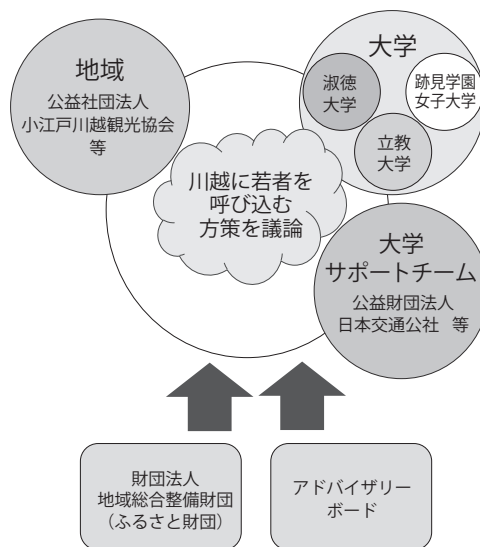 地域
公益社団法人
小江戸川越観光協会
等
大学
淑徳
大学
跡見学園
女子大学
立教
大学
川越に若者を
呼び込む
方策を議論
大学
サポートチーム
公益財団法人
日本交通公社 等
財団法人
地域総合整備財団
（ふるさと財団）
アドバイザリー
ボード